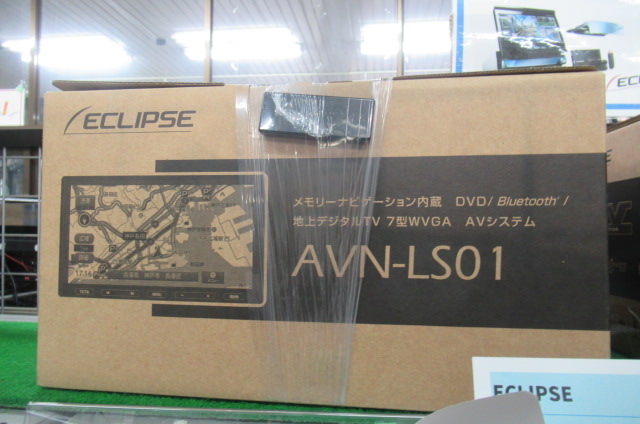 ECLIPSE
メモリーナビゲーション内蔵 DVD/ Bluetooth /
地上デジタルTV 7型WVGA AVシステム
AVN-LS01
17:56
ECLIPSE